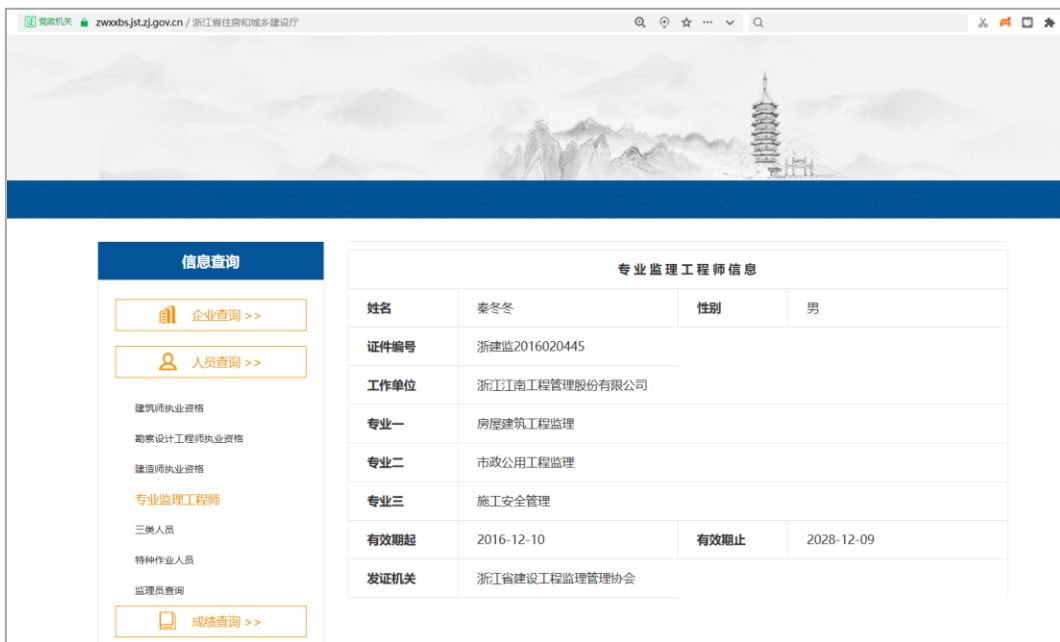 证 党政机关 zwxxbs.jst.zj.gov.cn / 浙江省住房和城乡建设厅
信息查询
企业查询 >>
人员查询 >>
建筑师执业资格
勘察设计工程师执业资格
建造师执业资格
专业监理工程师
三类人员
特种作业人员
监理员查询
成绩查询 >>
专业监理工程师信息
姓名 秦冬冬 性别 男
证件编号 浙建监2016020445
工作单位 浙江江南工程管理股份有限公司
专业一 房屋建筑工程监理
专业二 市政公用工程监理
专业三 施工安全管理
有效期起 2016-12-10 有效期止 2028-12-09
发证机关 浙江省建设工程监理管理协会